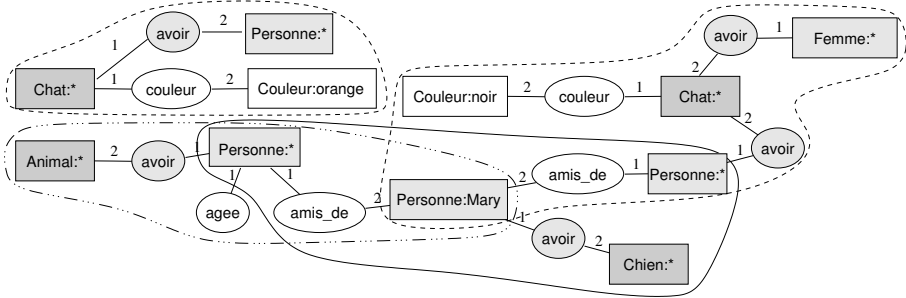 avoir
2
Personne:*
1
Chat:*
1
couleur
2
Couleur:orange
avoir
1
Femme:*
2
Couleur:noir
2
couleur
1
Chat:*
2
avoir
1
Animal:*
2
avoir
1
Personne:*
1
1
agee
amis_de
2
Personne:Mary
2
amis_de
1
Personne:*
1
avoir
2
Chien:*